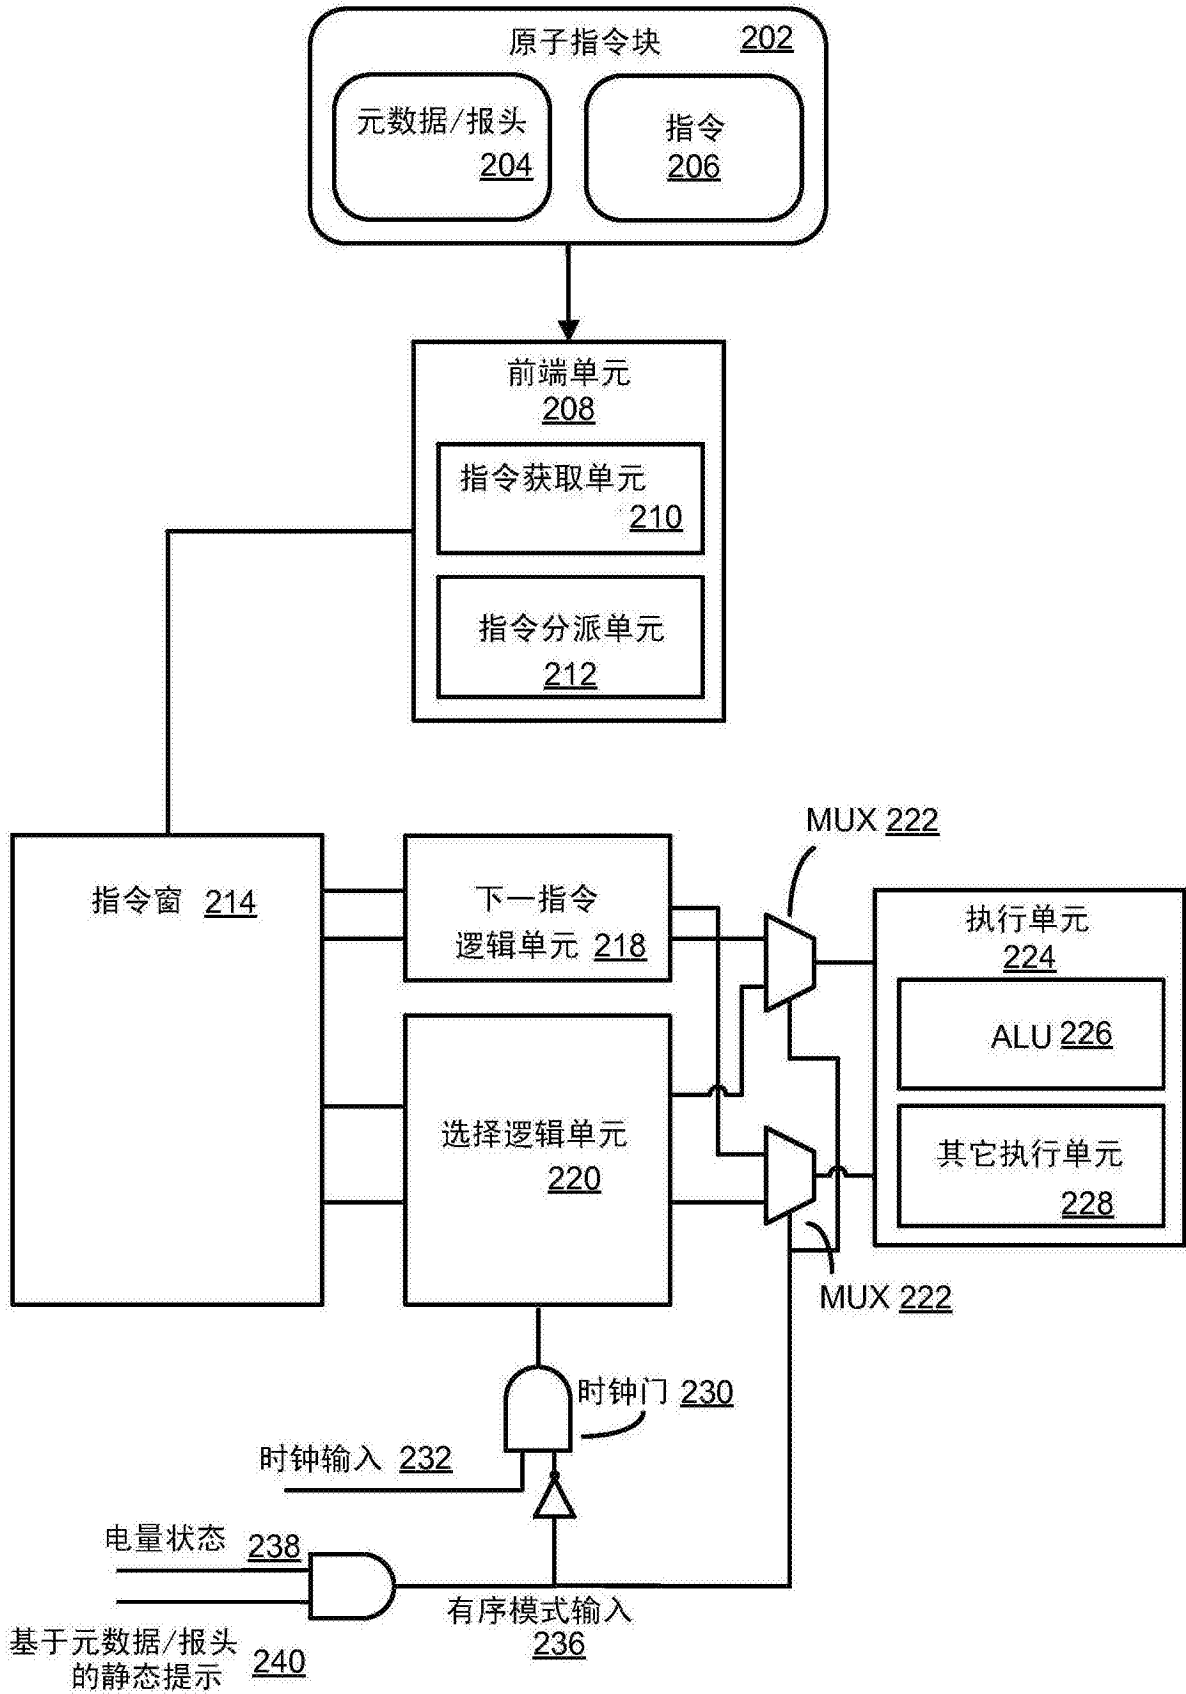 原子指令块 202
元数据/报头
204
指令
206
前端单元
208
指令获取单元
210
指令分派单元
212
MUX 222
指令窗 214
下一指令
逻辑单元 218
执行单元
224
ALU 226
选择逻辑单元
220
其它执行单元
228
MUX 222
时钟门 230
时钟输入 232
电量状态 238
有序模式输入
236
基于元数据/报头
的静态提示 240